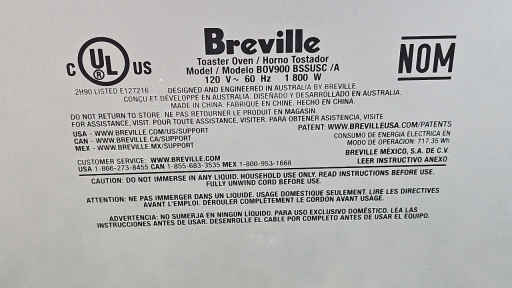 Breville
Toaster Oven / Horno Tostador
Model / Modelo BOV900 BSSUSC /A
120 V~ 60 Hz 1800 W
C UL US
NOM
2H90 LISTED E127216
DESIGNED AND ENGINEERED IN AUSTRALIA BY BREVILLE
CONÇU ET DÉVELOPPÉ EN AUSTRALIE. DISENADO Y DESARROLLADO EN AUSTRALIA.
MADE IN CHINA. FABRIQUÉ EN CHINE. HECHO EN CHINA.
DO NOT RETURN TO STORE. NE PAS RETOURNER LE PRODUIT EN MAGASIN
FOR ASSISTANCE, VISIT. POUR TOUTE ASSISTANCE, VISITER. PARA OBTENER ASISTENCIA, VISITE
USA - WWW.BREVILLE.COM/US/SUPPORT
CAN - WWW.BREVILLE.CA/SUPPORT
MEX - WWW.BREVILLE.MX/SUPPORT
PATENT: WWW.BREVILLEUSA.COM/PATENTS
CONSUMO DE ENERGÍA ELÉCTRICA EN
MODO DE OPERACIÓN: 717.35 Wh
BREVILLE MÉXICO, S.A. DE C.V.
LEER INSTRUCTIVO ANEXO
CUSTOMER SERVICE: WWW.BREVILLE.COM
USA 1-866-273-8455 CAN 1-855-683-3535 MEX 1-800-953-1668
CAUTION: DO NOT IMMERSE IN ANY LIQUID. HOUSEHOLD USE ONLY. READ INSTRUCTIONS BEFORE USE.
FULLY UNWIND CORD BEFORE USE.
ATTENTION: NE PAS IMMERGER DANS UN LIQUIDE. USAGE DOMESTIQUE SEULEMENT. LIRE LES DIRECTIVES
AVANT L'EMPLOI. DÉROULER COMPLÈTEMENT LE CORDON AVANT USAGE.
ADVERTENCIA: NO SUMERJA EN NINGÚN LÍQUIDO. PARA USO EXCLUSIVO DOMÉSTICO. LEA LAS
INSTRUCCIONES ANTES DE USAR. DESENROLLE EL CABLE POR COMPLETO ANTES DE USAR EL EQUIPO.